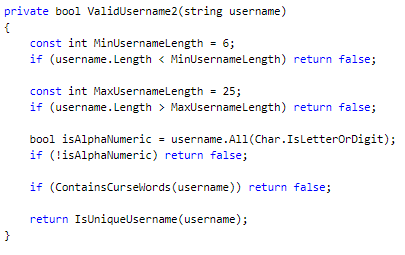 private bool ValidUsername2(string username)
{
    const int MinUsernameLength = 6;
    if (username.Length < MinUsernameLength) return false;

    const int MaxUsernameLength = 25;
    if (username.Length > MaxUsernameLength) return false;

    bool isAlphaNumeric = username.All(Char.IsLetterOrDigit);
    if (!isAlphaNumeric) return false;

    if (ContainsCurseWords(username)) return false;

    return IsUniqueUsername(username);
}